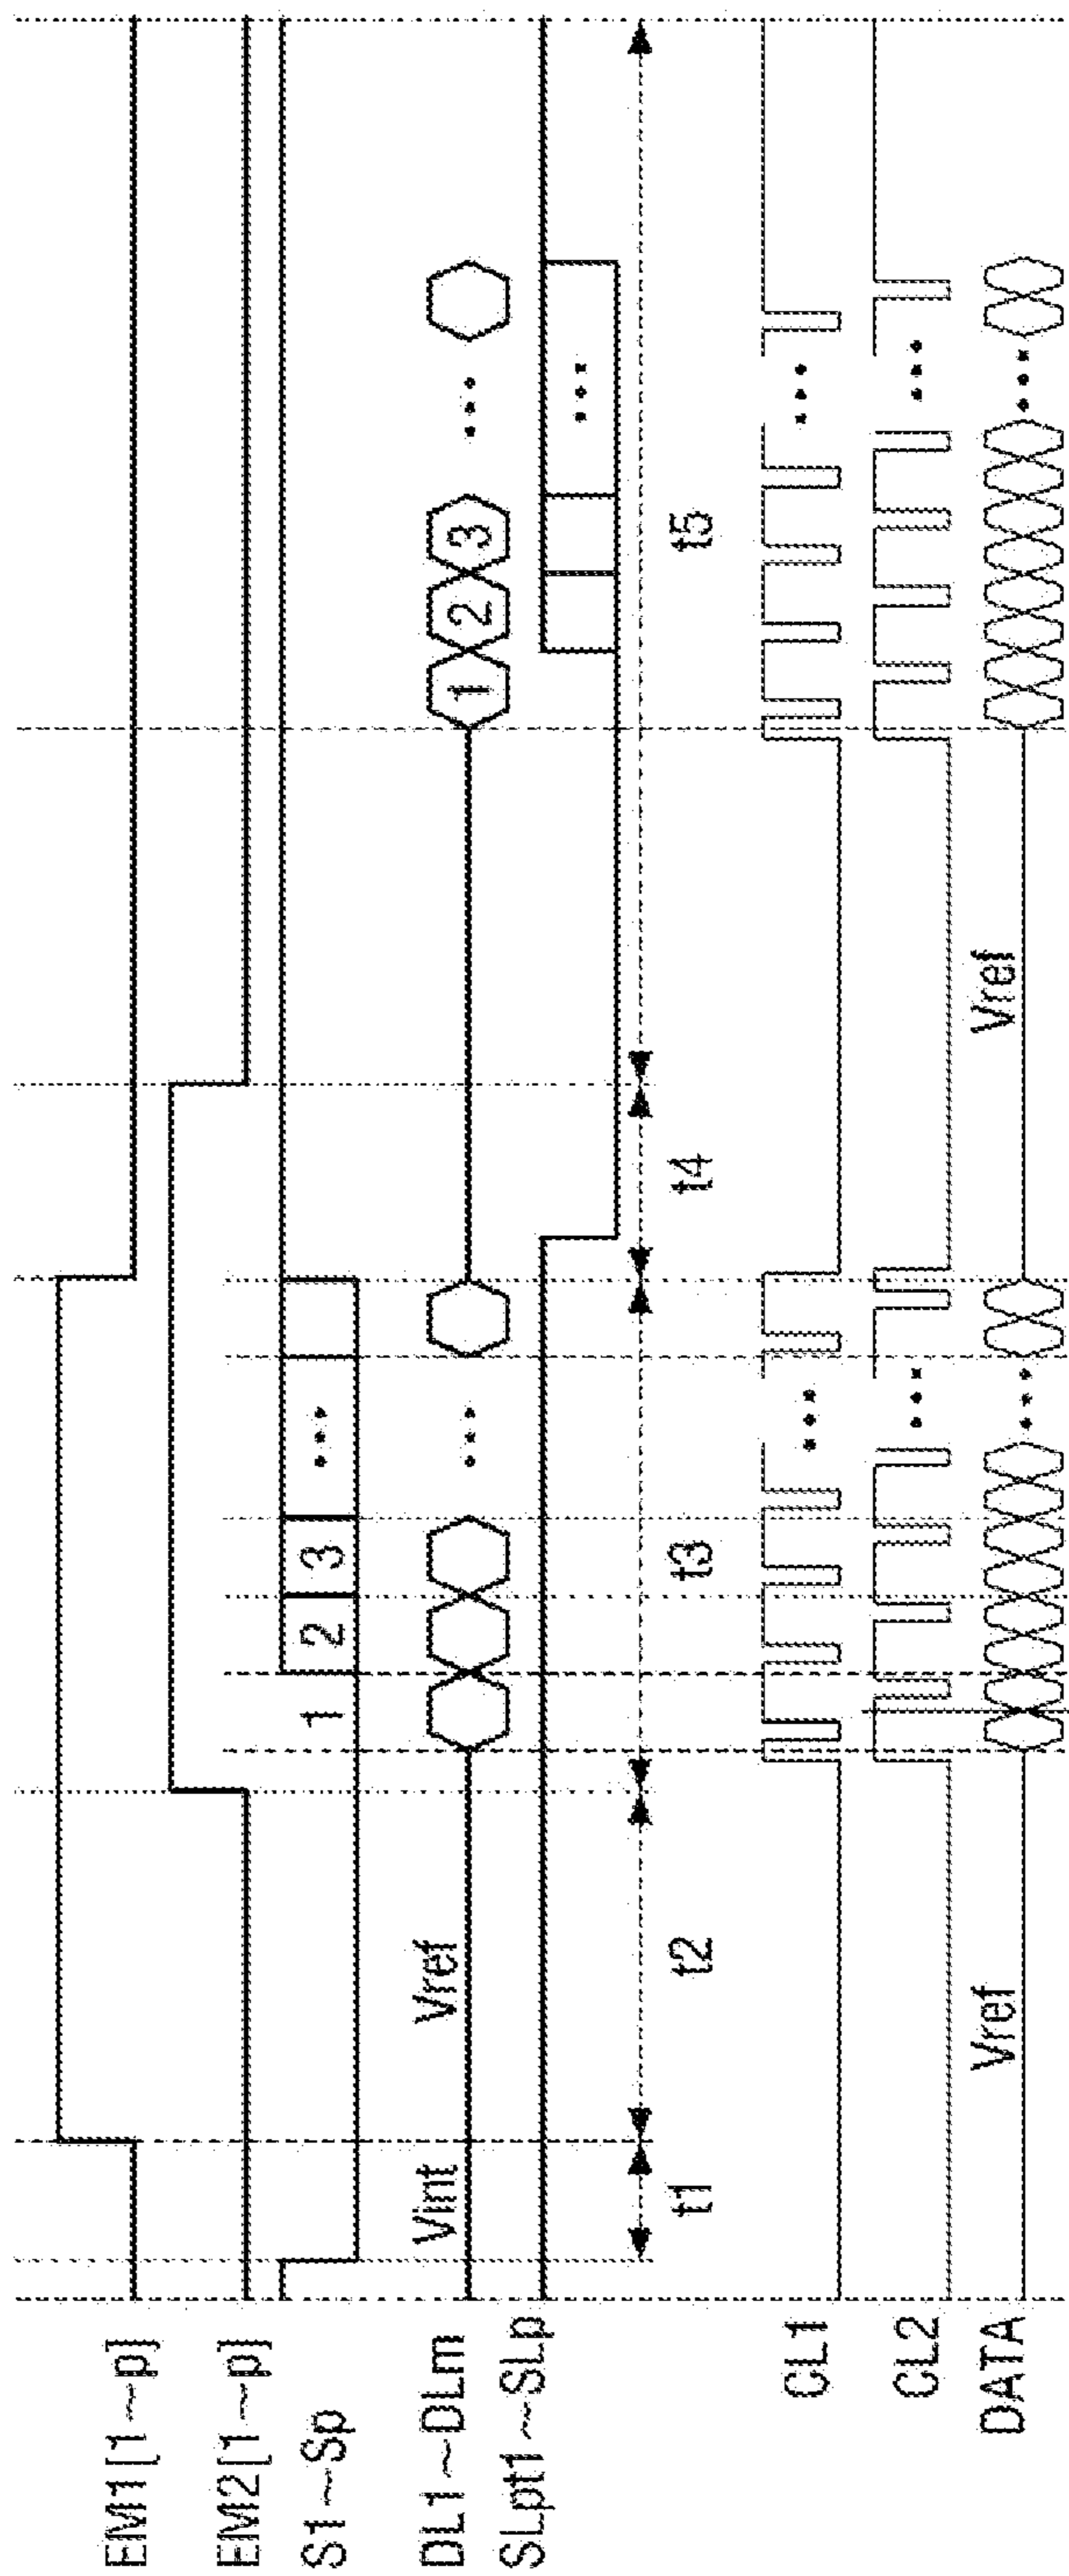 EM1[1~p]
EM2[1~p]
S1~Sp 1 2 3 •••
DL1~DLm Vint Vref ••• 1 2 3 •••
SLpt1~SLp •••
t1 t2 t3 t4 t5
CL1 ••• •••
CL2 ••• •••
DATA Vref ••• Vref •••